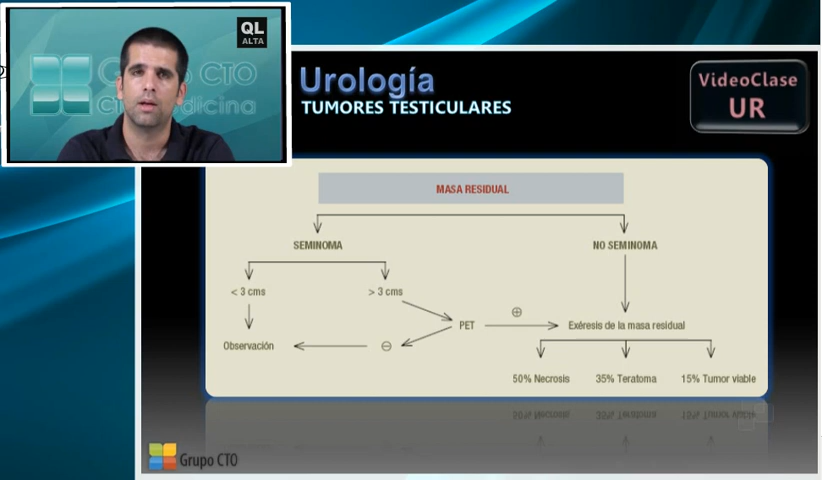 QL
ALTA
Grupo CTO
CTO Medicina
Urología
TUMORES TESTICULARES
VideoClase
UR
MASA RESIDUAL
SEMINOMA
NO SEMINOMA
< 3 cms
> 3 cms
PET
⊕
Exéresis de la masa residual
Observación
⊖
50% Necrosis
35% Teratoma
15% Tumor viable
Grupo CTO